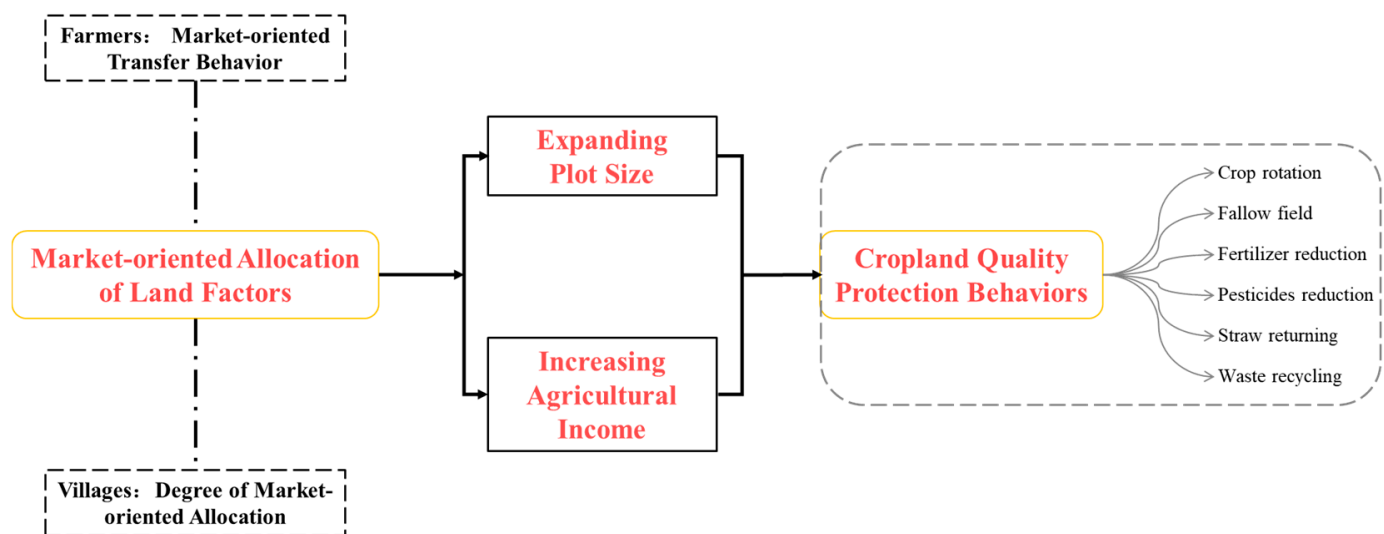 Farmers: Market-oriented
Transfer Behavior
Market-oriented Allocation
of Land Factors
Villages: Degree of Market-
oriented Allocation
Expanding
Plot Size
Increasing
Agricultural
Income
Cropland Quality
Protection Behaviors
Crop rotation
Fallow field
Fertilizer reduction
Pesticides reduction
Straw returning
Waste recycling